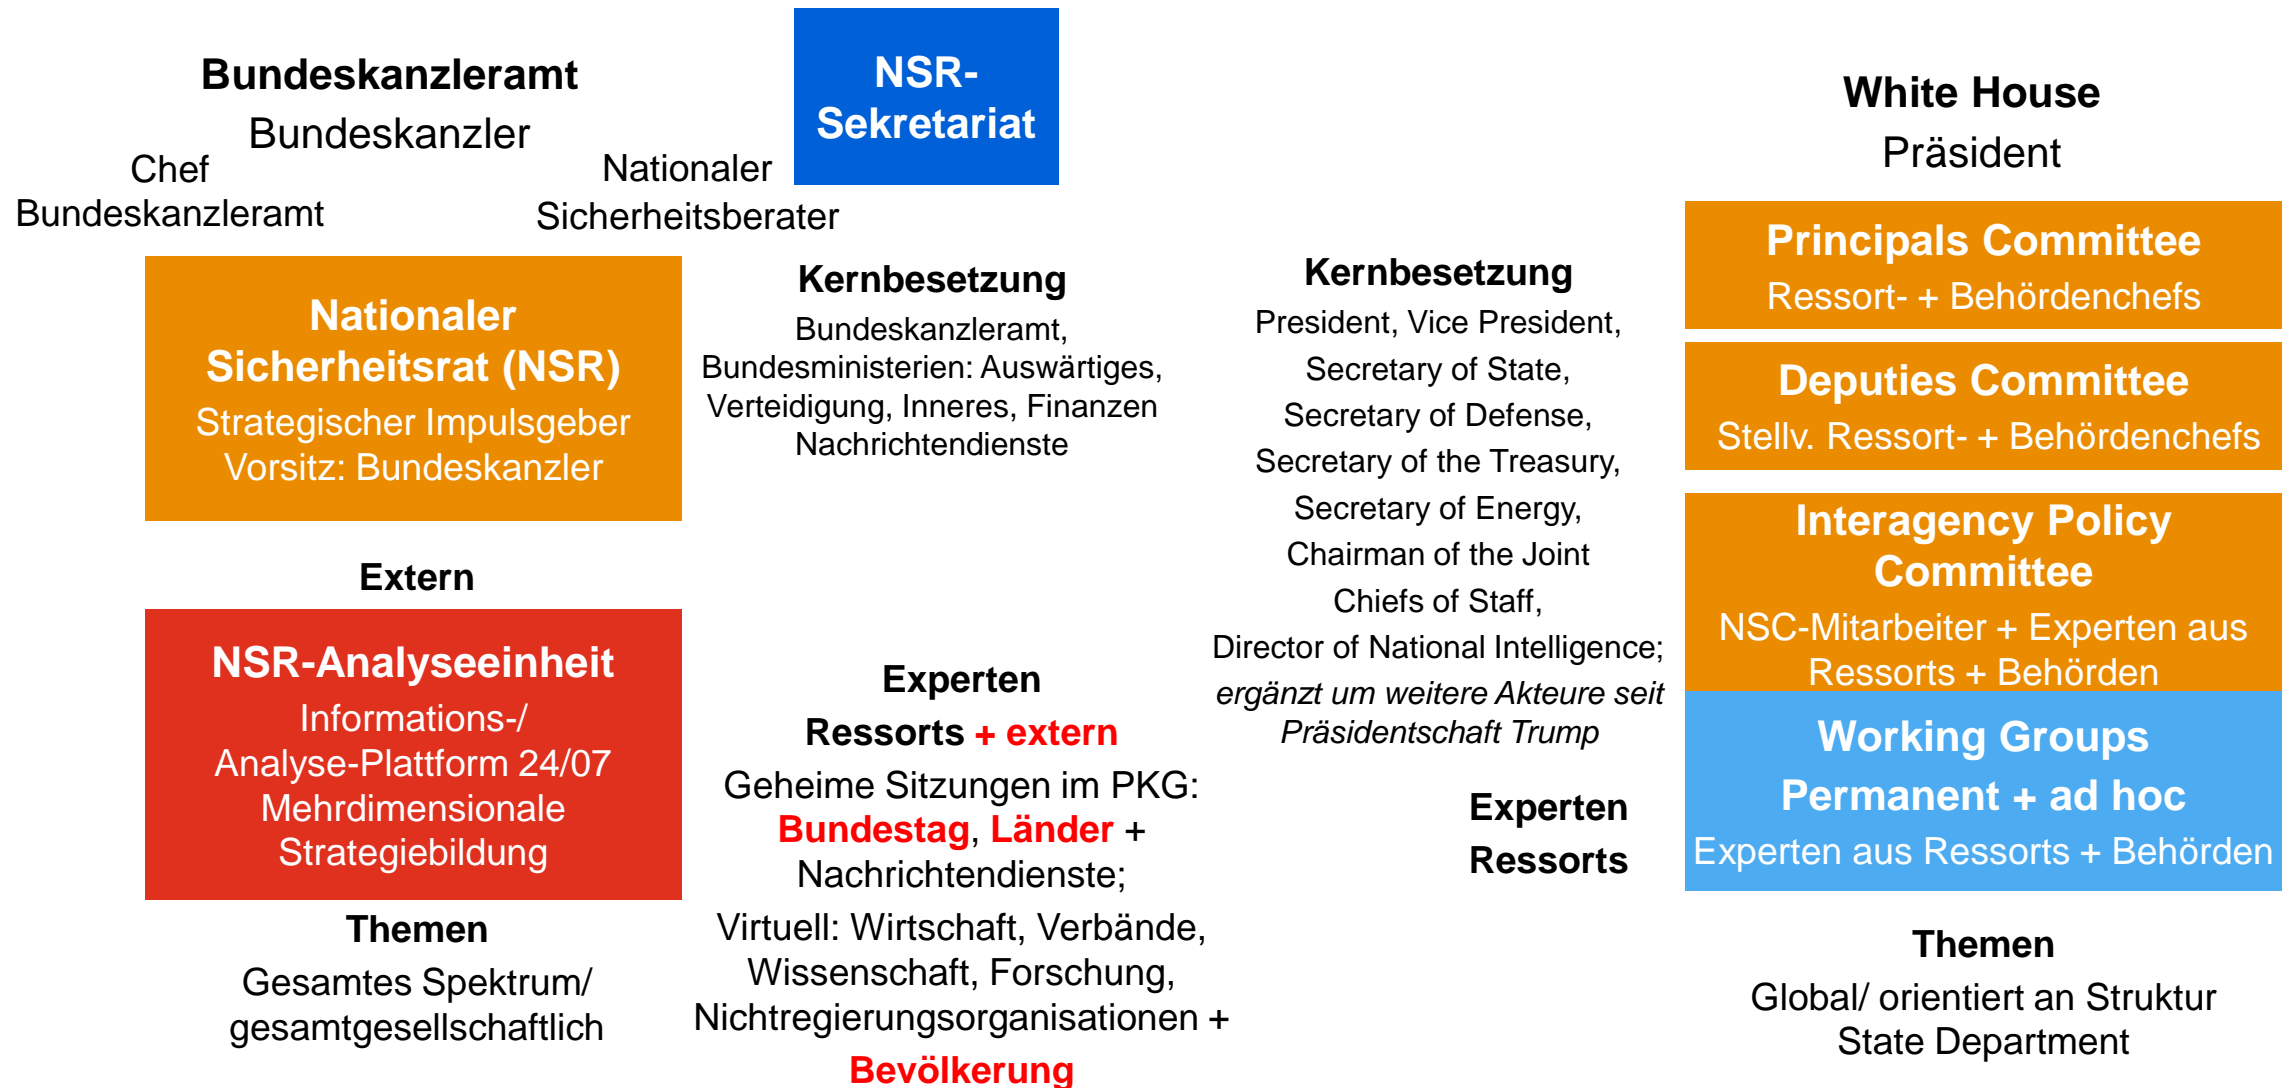 Bundeskanzleramt
Bundeskanzler
Chef
Bundeskanzleramt
Nationaler
Sicherheitsberater
NSR-
Sekretariat
Nationaler
Sicherheitsrat (NSR)
Strategischer Impulsgeber
Vorsitz: Bundeskanzler
Kernbesetzung
Bundeskanzleramt,
Bundesministerien: Auswärtiges,
Verteidigung, Inneres, Finanzen
Nachrichtendienste
Extern
NSR-Analyseeinheit
Informations-/
Analyse-Plattform 24/07
Mehrdimensionale
Strategiebildung
Themen
Gesamtes Spektrum/
gesamtgesellschaftlich
Experten
Ressorts + extern
Geheime Sitzungen im PKG:
Bundestag, Länder +
Nachrichtendienste;
Virtuell: Wirtschaft, Verbände,
Wissenschaft, Forschung,
Nichtregierungsorganisationen +
Bevölkerung
Kernbesetzung
President, Vice President,
Secretary of State,
Secretary of Defense,
Secretary of the Treasury,
Secretary of Energy,
Chairman of the Joint
Chiefs of Staff,
Director of National Intelligence;
ergänzt um weitere Akteure seit
Präsidentschaft Trump
Experten
Ressorts
White House
Präsident
Principals Committee
Ressort- + Behördenchefs
Deputies Committee
Stellv. Ressort- + Behördenchefs
Interagency Policy
Committee
NSC-Mitarbeiter + Experten aus
Ressorts + Behörden
Working Groups
Permanent + ad hoc
Experten aus Ressorts + Behörden
Themen
Global/ orientiert an Struktur
State Department